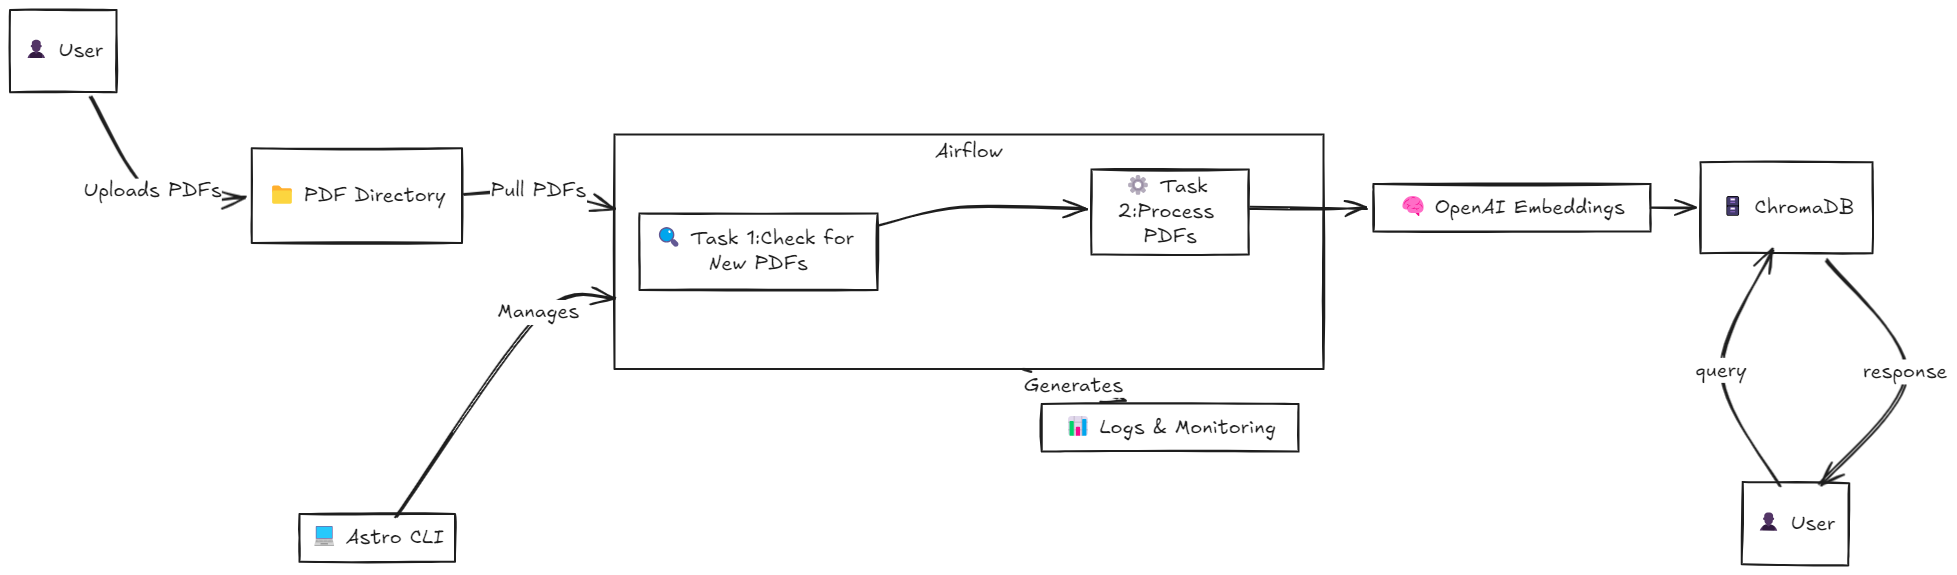 User
Uploads PDFs
PDF Directory
Pull PDFs
Airflow
Task 1:Check for
New PDFs
Task
2:Process
PDFs
OpenAI Embeddings
ChromaDB
Manages
Generates
Logs & Monitoring
Astro CLI
query
response
User